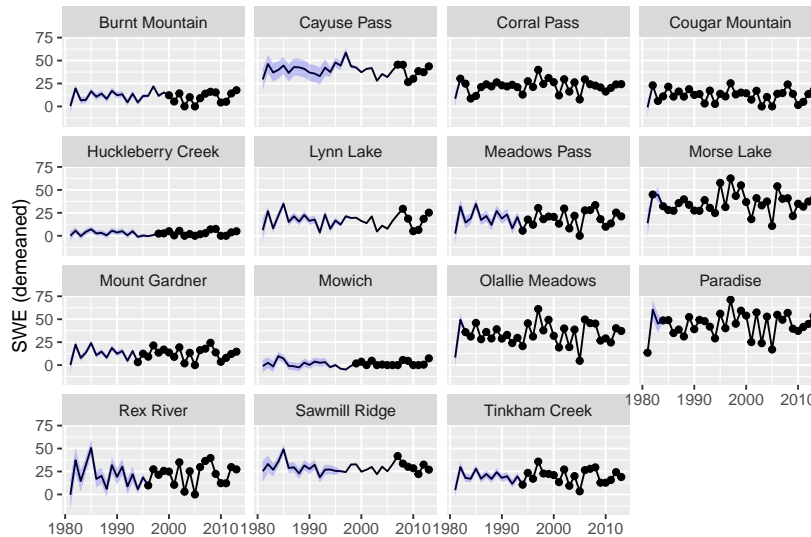 Burnt Mountain Cayuse Pass Corral Pass Cougar Mountain
75
50
25
0
Huckleberry Creek Lynn Lake Meadows Pass Morse Lake
75
50
25
0
SWE (demeaned)
Mount Gardner Mowich Olallie Meadows Paradise
75
50
25
0
1980 1990 2000 2010
Rex River Sawmill Ridge Tinkham Creek
75
50
25
0
1980 1990 2000 2010 1980 1990 2000 2010 1980 1990 2000 2010